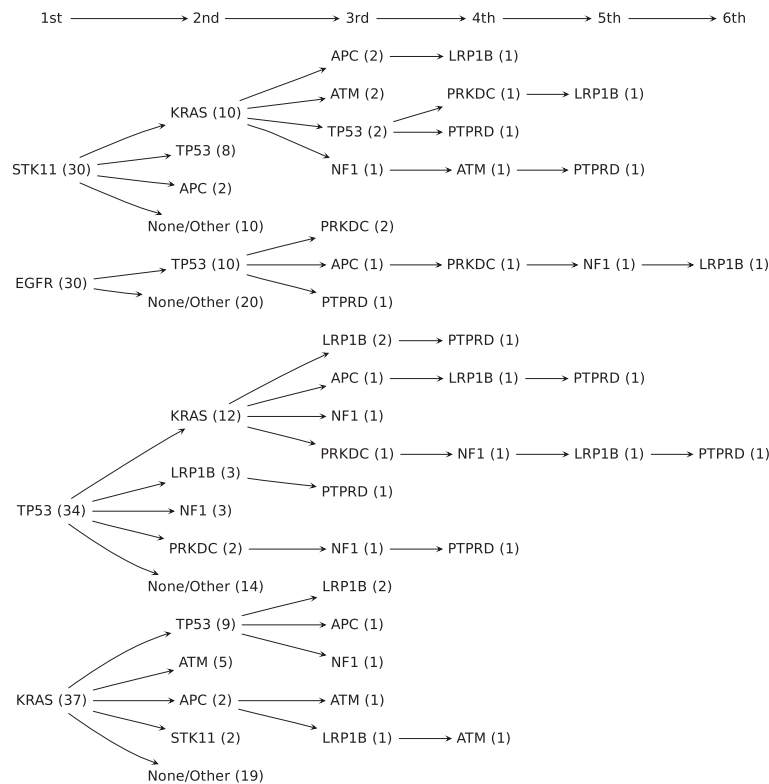 1st 2nd 3rd 4th 5th 6th
APC (2) LRP1B (1)
ATM (2) PRKDC (1) LRP1B (1)
KRAS (10)
TP53 (2) PTPRD (1)
TP53 (8)
STK11 (30) NF1 (1) ATM (1) PTPRD (1)
APC (2)
None/Other (10) PRKDC (2)
TP53 (10) APC (1) PRKDC (1) NF1 (1) LRP1B (1)
EGFR (30)
None/Other (20) PTPRD (1)
LRP1B (2) PTPRD (1)
APC (1) LRP1B (1) PTPRD (1)
KRAS (12) NF1 (1)
PRKDC (1) NF1 (1) LRP1B (1) PTPRD (1)
LRP1B (3)
PTPRD (1)
TP53 (34) NF1 (3)
PRKDC (2) NF1 (1) PTPRD (1)
None/Other (14) LRP1B (2)
TP53 (9) APC (1)
ATM (5) NF1 (1)
KRAS (37) APC (2) ATM (1)
STK11 (2) LRP1B (1) ATM (1)
None/Other (19)